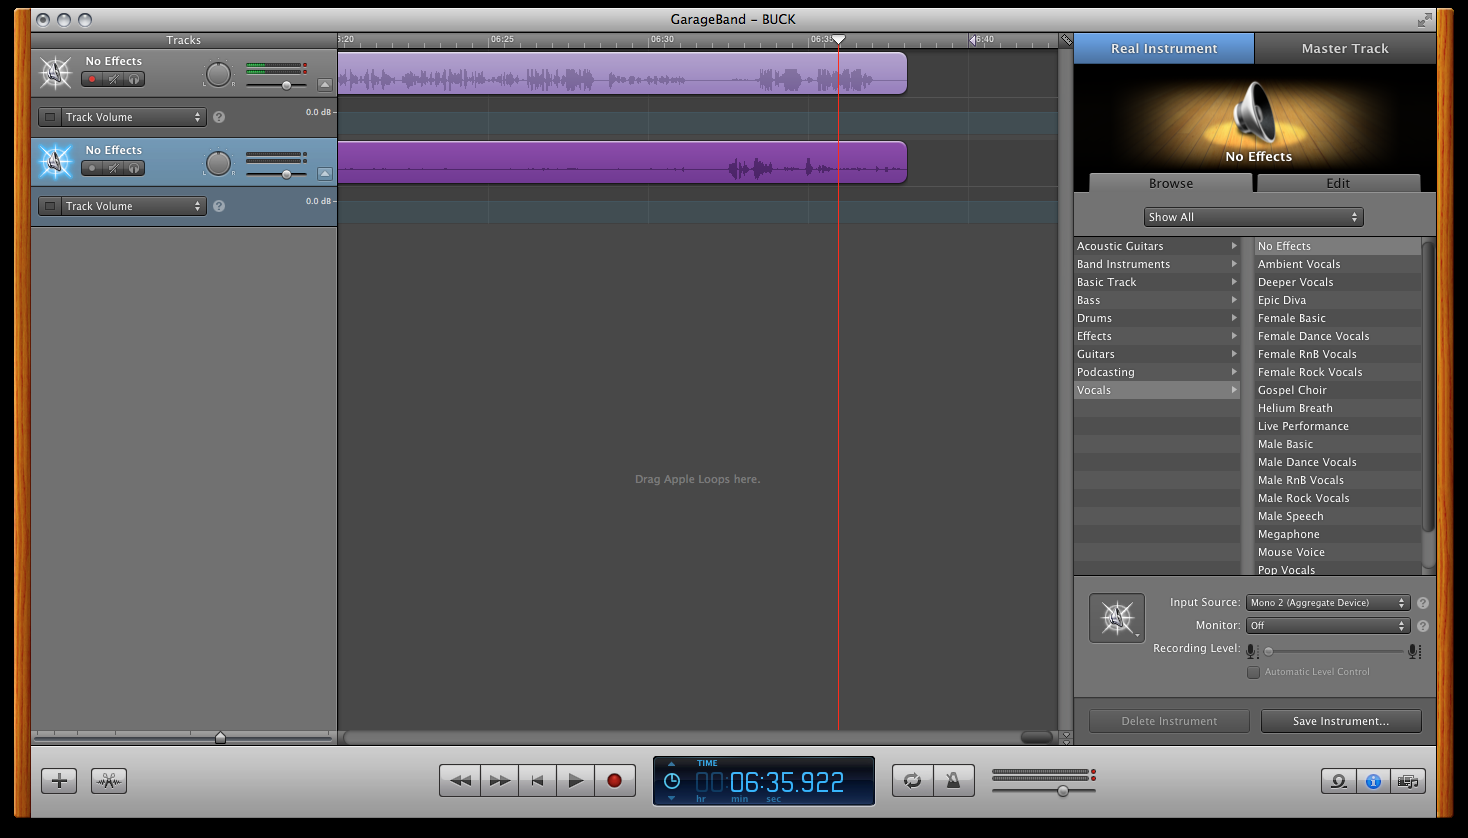 GarageBand – BUCK
Tracks
06:25
06:30
06:35
06:40
Real Instrument
Master Track
No Effects
L R
Track Volume
?
0.0 dB
No Effects
L R
Track Volume
?
0.0 dB
No Effects
Browse
Edit
Show All
Acoustic Guitars
Band Instruments
Basic Track
Bass
Drums
Effects
Guitars
Podcasting
Vocals
No Effects
Ambient Vocals
Deeper Vocals
Epic Diva
Female Basic
Female Dance Vocals
Female RnB Vocals
Female Rock Vocals
Gospel Choir
Helium Breath
Live Performance
Male Basic
Male Dance Vocals
Male RnB Vocals
Male Rock Vocals
Male Speech
Megaphone
Mouse Voice
Pop Vocals
Drag Apple Loops here.
Input Source: Mono 2 (Aggregate Device) ?
Monitor: Off ?
Recording Level:
Automatic Level Control
Delete Instrument
Save Instrument...
TIME
00:06:35.922
hr min sec